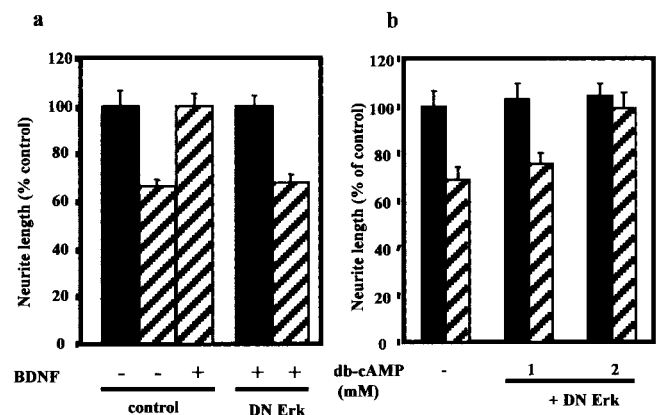 a
b
Neurite length (% control)
120
100
80
60
40
20
0
BDNF - - + + +
control DN Erk
Neurite length (% of control)
120
100
80
60
40
20
0
db-cAMP - 1 2
(mM)
+ DN Erk